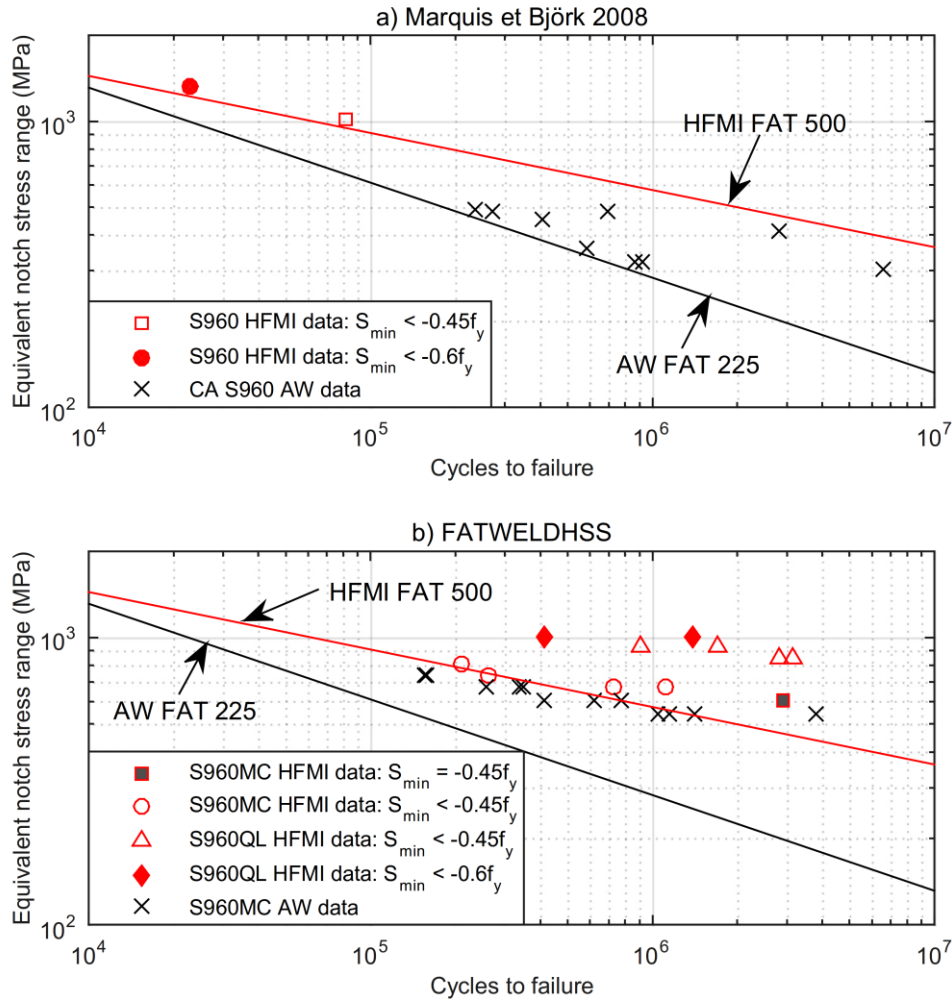 a) Marquis et Björk 2008
Equivalent notch stress range (MPa)
10^3
10^2
HFMI FAT 500
AW FAT 225
S960 HFMI data: S_min < -0.45f_y
S960 HFMI data: S_min < -0.6f_y
CA S960 AW data
10^4 10^5 10^6 10^7
Cycles to failure
b) FATWELDHSS
Equivalent notch stress range (MPa)
10^3
10^2
HFMI FAT 500
AW FAT 225
S960MC HFMI data: S_min = -0.45f_y
S960MC HFMI data: S_min < -0.45f_y
S960QL HFMI data: S_min < -0.45f_y
S960QL HFMI data: S_min < -0.6f_y
S960MC AW data
10^4 10^5 10^6 10^7
Cycles to failure